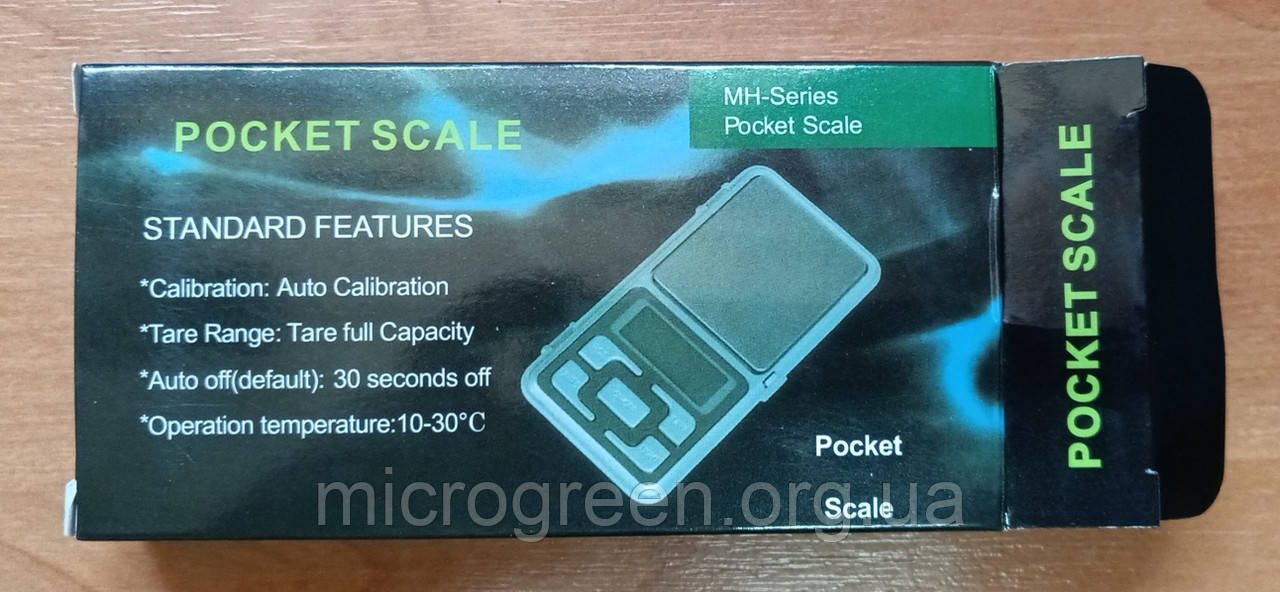 POCKET SCALE
MH-Series
Pocket Scale
STANDARD FEATURES
*Calibration: Auto Calibration
*Tare Range: Tare full Capacity
*Auto off(default): 30 seconds off
*Operation temperature:10-30°C
Pocket
Scale
POCKET SCALE
microgreen.org.ua